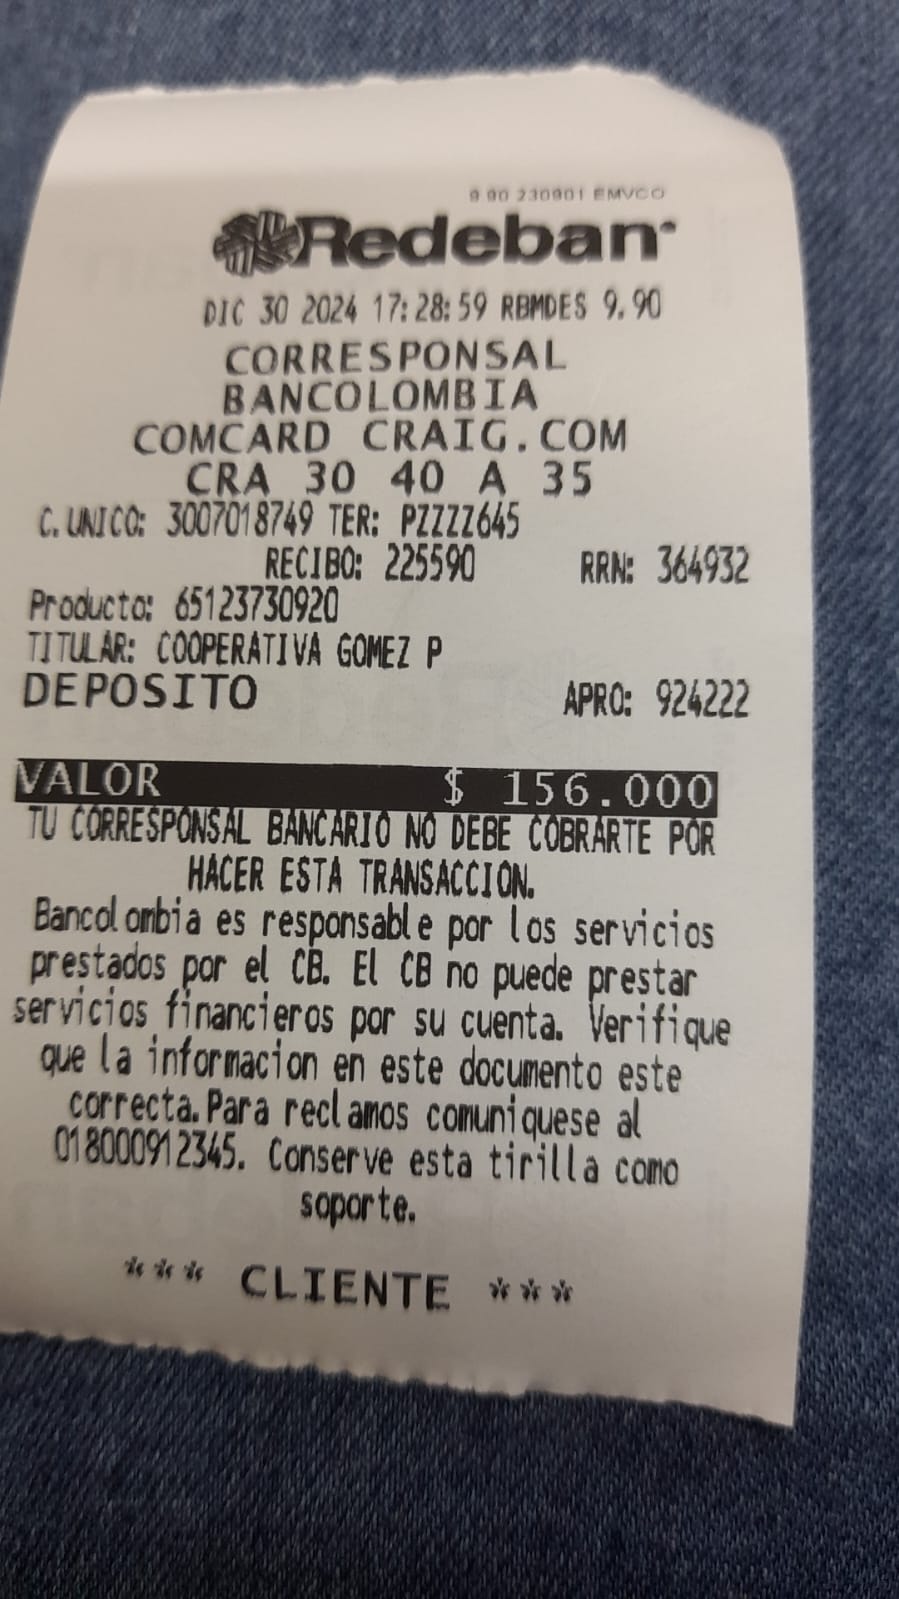 9.90 230901 EMVCO
Redeban
DIC 30 2024 17:28:59 RBMDES 9.90
CORRESPONSAL
BANCOLOMBIA
COMCARD CRAIG.COM
CRA 30 40 A 35
C.UNICO: 3007018749 TER: PZZZZ645
RECIBO: 225590 RRN: 364932
Producto: 65123730920
TITULAR: COOPERATIVA GOMEZ P
DEPOSITO APRO: 924222
VALOR $ 156.000
TU CORRESPONSAL BANCARIO NO DEBE COBRARTE POR
HACER ESTA TRANSACCION.
Bancolombia es responsable por los servicios
prestados por el CB. El CB no puede prestar
servicios financieros por su cuenta. Verifique
que la informacion en este documento este
correcta.Para reclamos comuniquese al
018000912345. Conserve esta tirilla como
soporte.
*** CLIENTE ***